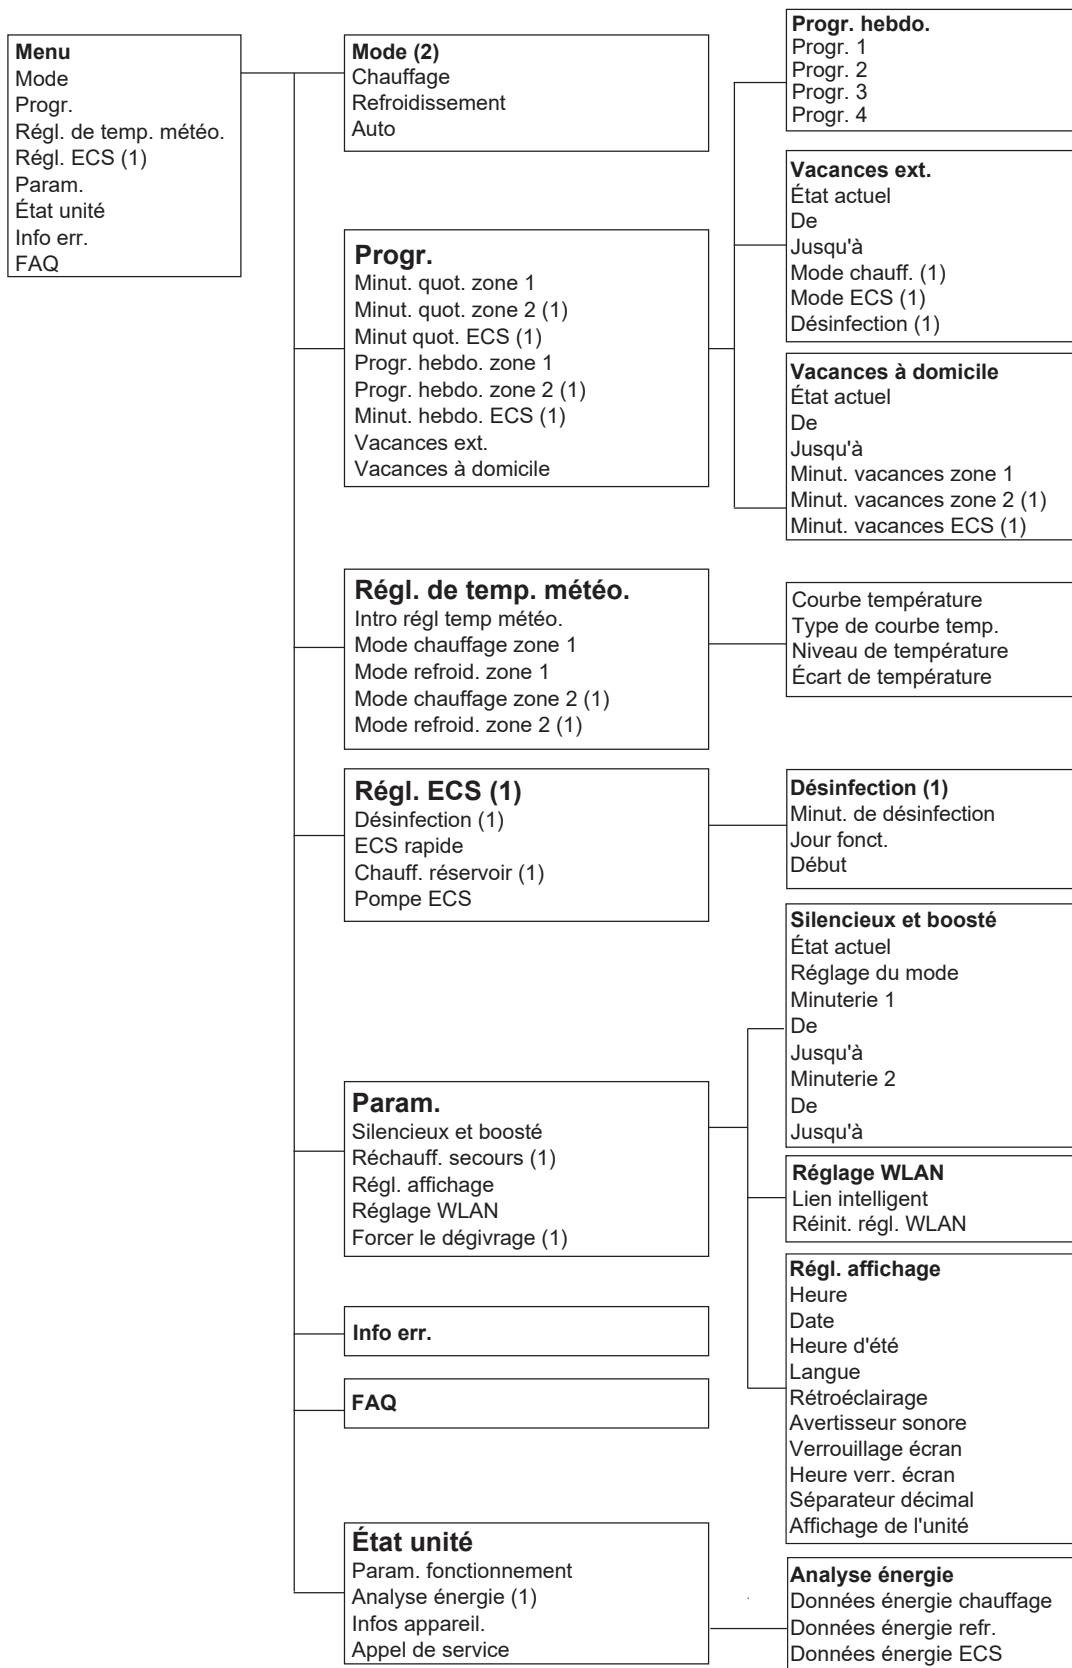 Menu
Mode
Progr.
Régl. de temp. météo.
Régl. ECS (1)
Param.
État unité
Info err.
FAQ
Mode (2)
Chauffage
Refroidissement
Auto
Progr.
Minut. quot. zone 1
Minut. quot. zone 2 (1)
Minut quot. ECS (1)
Progr. hebdo. zone 1
Progr. hebdo. zone 2 (1)
Minut. hebdo. ECS (1)
Vacances ext.
Vacances à domicile
Progr. hebdo.
Progr. 1
Progr. 2
Progr. 3
Progr. 4
Vacances ext.
État actuel
De
Jusqu'à
Mode chauff. (1)
Mode ECS (1)
Désinfection (1)
Vacances à domicile
État actuel
De
Jusqu'à
Minut. vacances zone 1
Minut. vacances zone 2 (1)
Minut. vacances ECS (1)
Régl. de temp. météo.
Intro régl temp météo.
Mode chauffage zone 1
Mode refroid. zone 1
Mode chauffage zone 2 (1)
Mode refroid. zone 2 (1)
Courbe température
Type de courbe temp.
Niveau de température
Écart de température
Régl. ECS (1)
Désinfection (1)
ECS rapide
Chauff. réservoir (1)
Pompe ECS
Désinfection (1)
Minut. de désinfection
Jour fonct.
Début
Param.
Silencieux et boosté
Réchauff. secours (1)
Régl. affichage
Réglage WLAN
Forcer le dégivrage (1)
Silencieux et boosté
État actuel
Réglage du mode
Minuterie 1
De
Jusqu'à
Minuterie 2
De
Jusqu'à
Réglage WLAN
Lien intelligent
Réinit. régl. WLAN
Régl. affichage
Heure
Date
Heure d'été
Langue
Rétroéclairage
Avertisseur sonore
Verrouillage écran
Heure verr. écran
Séparateur décimal
Affichage de l'unité
Info err.
FAQ
État unité
Param. fonctionnement
Analyse énergie (1)
Infos appareil.
Appel de service
Analyse énergie
Données énergie chauffage
Données énergie refr.
Données énergie ECS